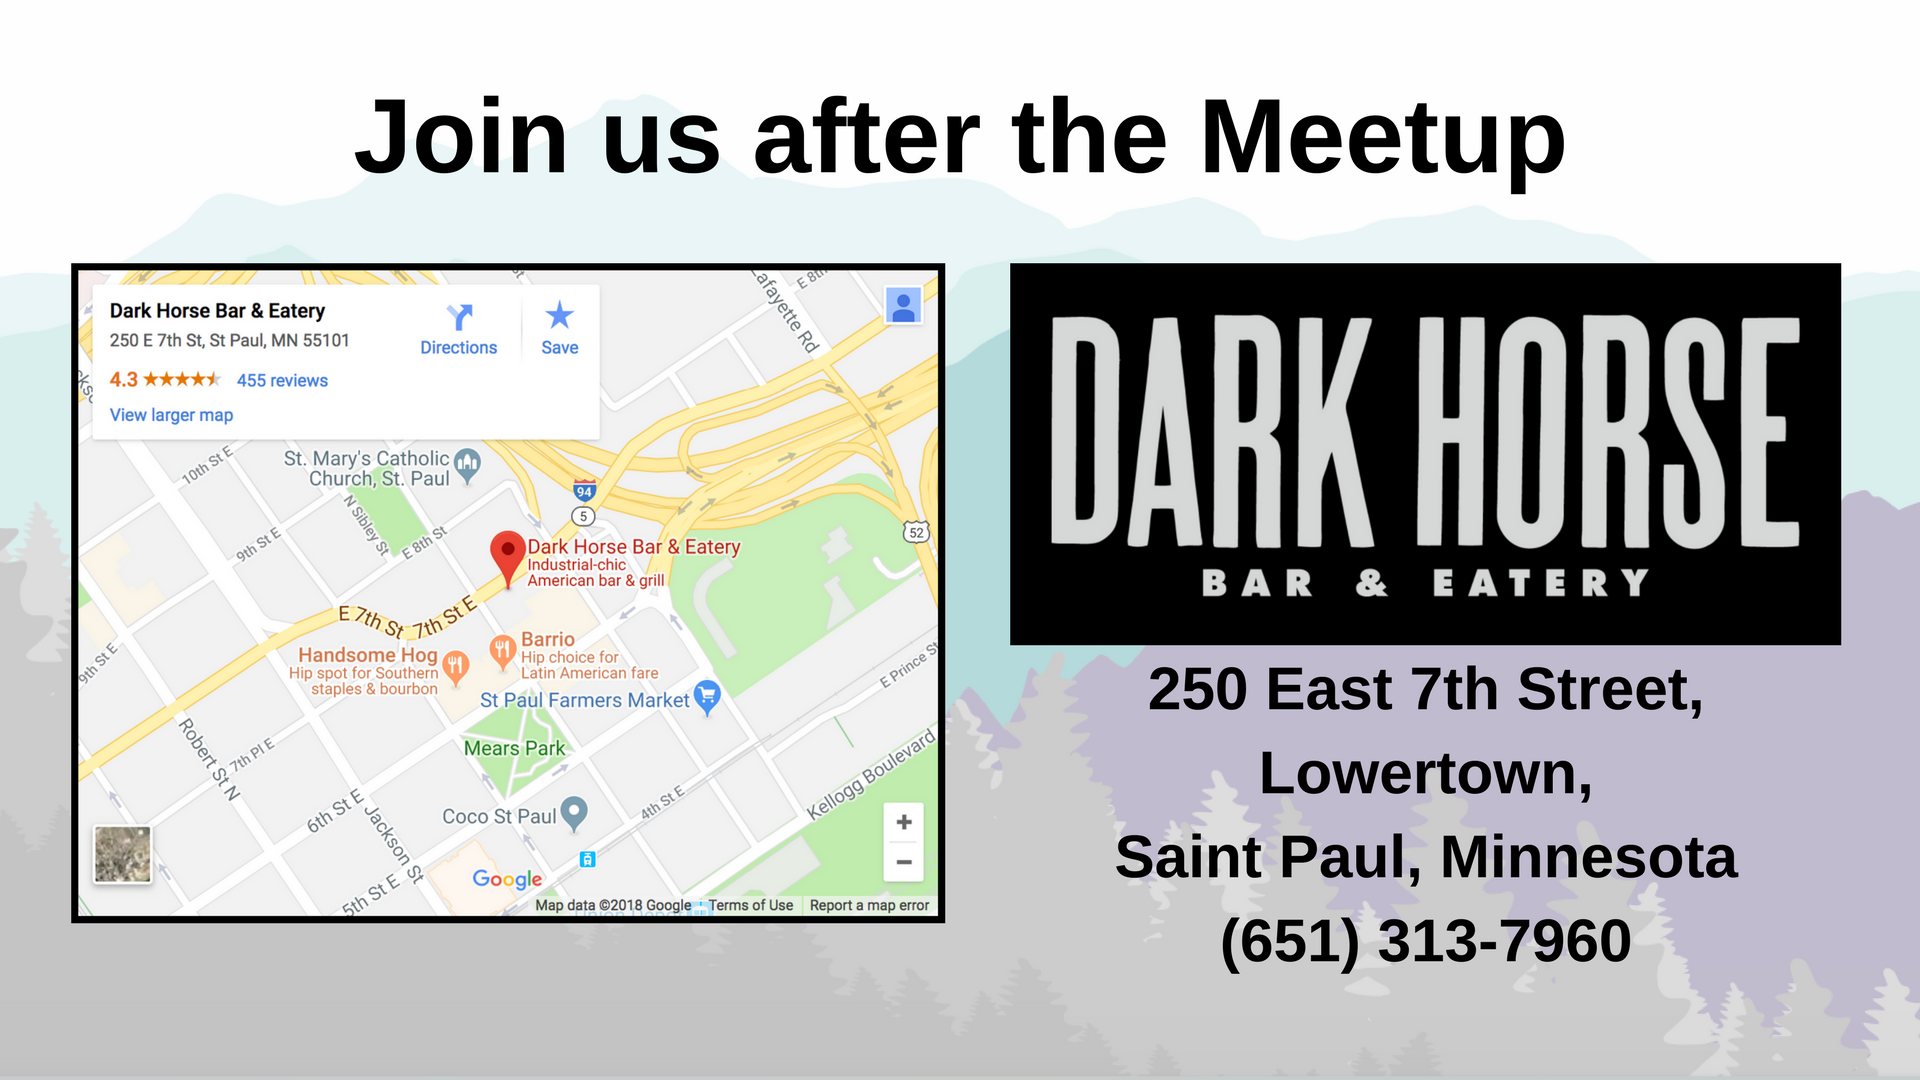 Join us after the Meetup
Dark Horse Bar & Eatery
250 E 7th St, St Paul, MN 55101
4.3
455 reviews
View larger map
Directions
Save
Lafayette Rd
E 8th
10th St E
St. Mary's Catholic
Church, St. Paul
N Sibley St
E 8th St
9th St E
94
5
52
Dark Horse Bar & Eatery
Industrial-chic
American bar & grill
E 7th St
7th St E
9th St E
Handsome Hog
Hip spot for Southern
staples & bourbon
Barrio
Hip choice for
Latin American fare
St Paul Farmers Market
E Prince St
Mears Park
Robert St N
7th Pl E
6th St E
Jackson St
Coco St Paul
4th St E
Kellogg Boulevard
5th St E
+
−
Google
Map data ©2018 Google
Terms of Use
Report a map error
DARK HORSE
BAR & EATERY
250 East 7th Street,
Lowertown,
Saint Paul, Minnesota
(651) 313-7960